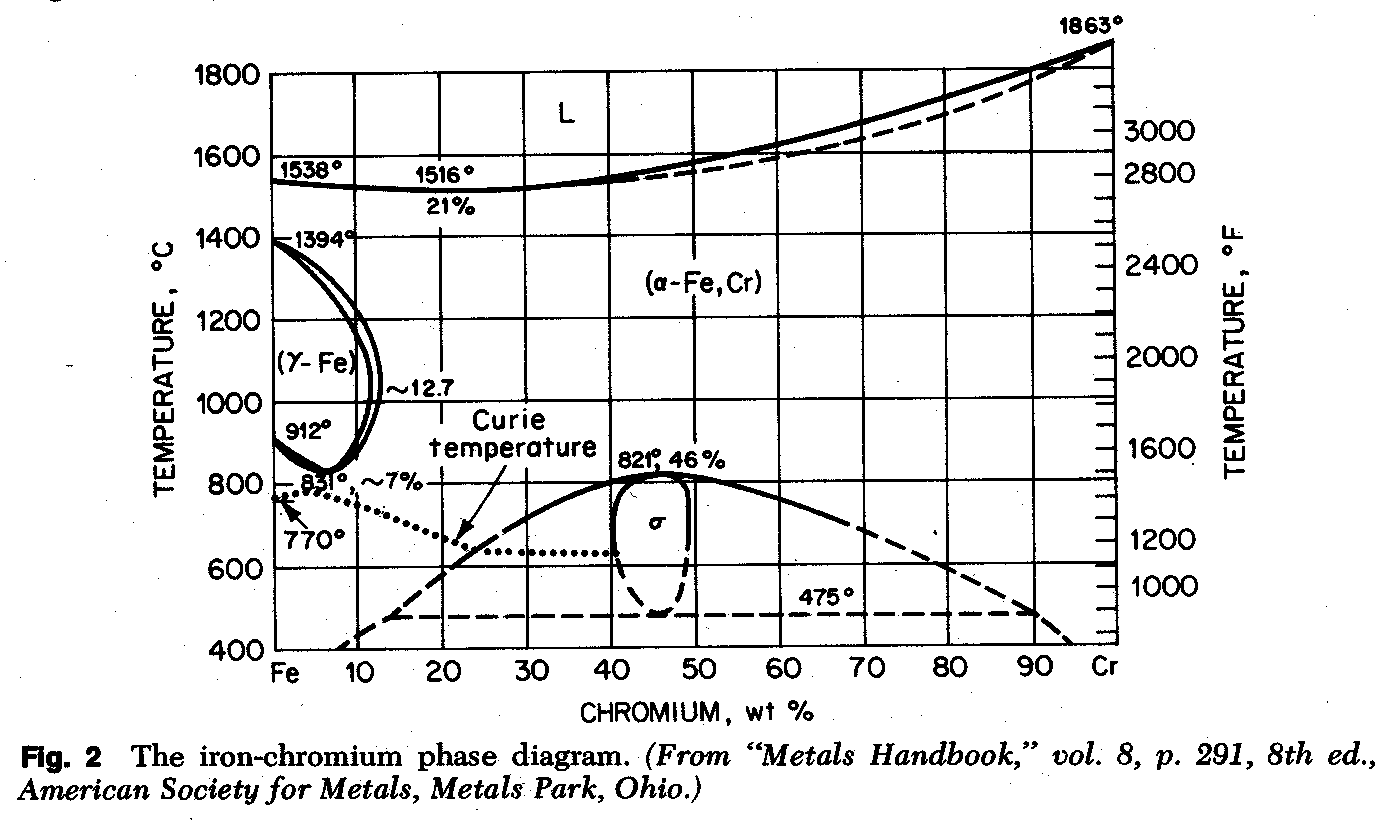 1863°
1800
L
3000
1600
1538°
1516°
2800
21%
1400
1394°
2400
(α-Fe,Cr)
TEMPERATURE, °C
TEMPERATURE, °F
1200
(γ-Fe)
2000
~12.7
1000
Curie
temperature
912°
1600
821°, 46%
800
831°, ~7%
σ
770°
1200
600
1000
475°
400
Fe 10 20 30 40 50 60 70 80 90 Cr
CHROMIUM, wt %
Fig. 2 The iron-chromium phase diagram. (From “Metals Handbook,” vol. 8, p. 291, 8th ed.,
American Society for Metals, Metals Park, Ohio.)